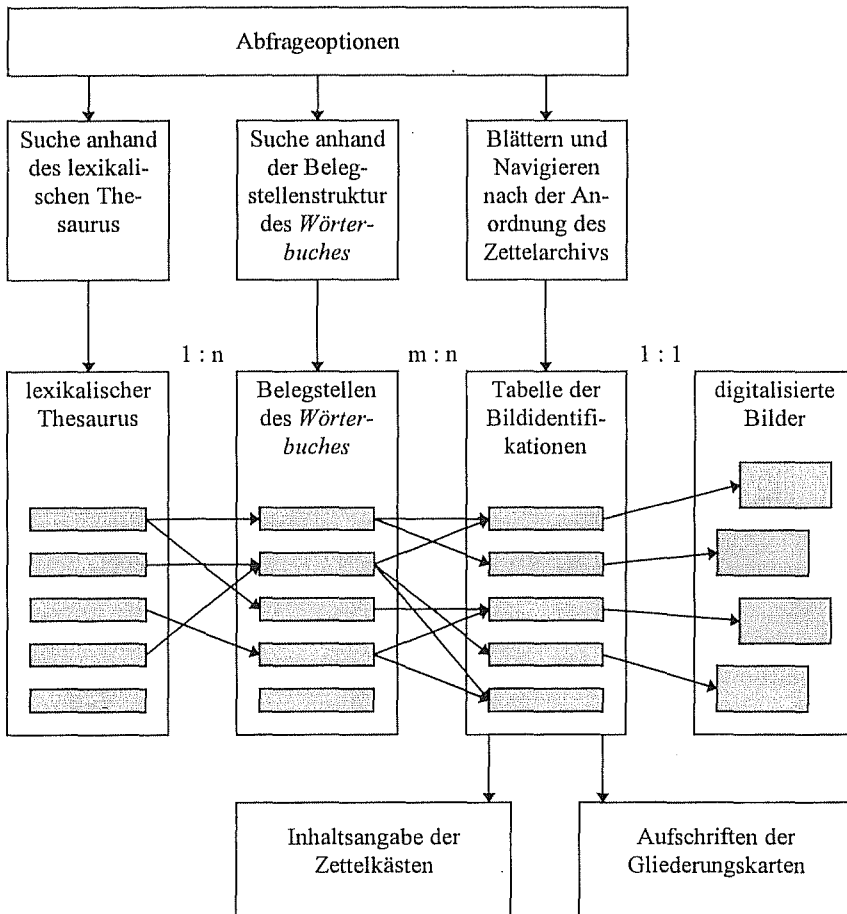 Abfrageoptionen
Suche anhand
des lexikali-
schen The-
saurus
Suche anhand
der Beleg-
stellenstruktur
des Wörter-
buches
Blättern und
Navigieren
nach der An-
ordnung des
Zettelarchivs
1 : n
m : n
1 : 1
lexikalischer
Thesaurus
Belegstellen
des Wörter-
buches
Tabelle der
Bildidentifi-
kationen
digitalisierte
Bilder
Inhaltsangabe der
Zettelkästen
Aufschriften der
Gliederungskarten